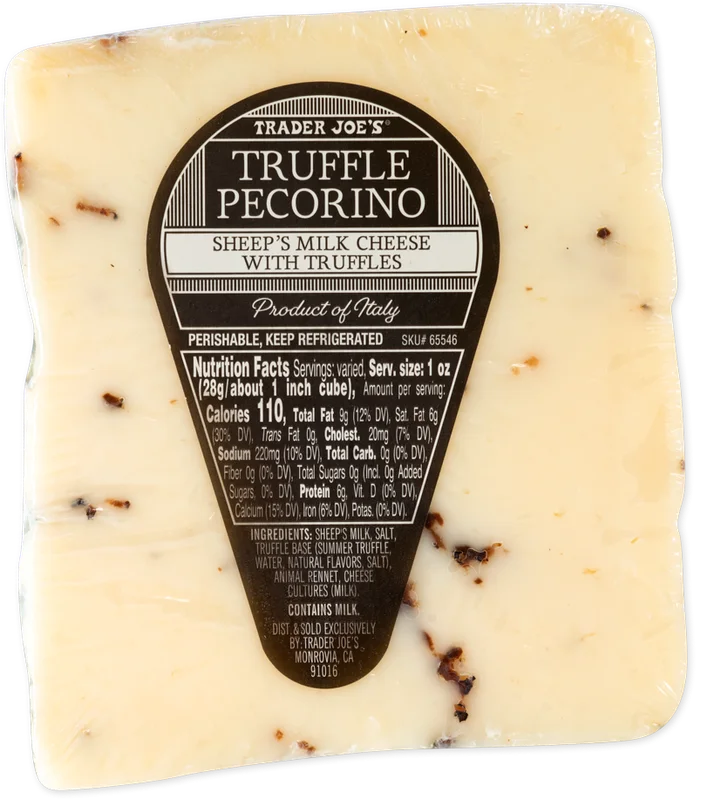 TRADER JOE'S®
TRUFFLE
PECORINO
SHEEP'S MILK CHEESE
WITH TRUFFLES
Product of Italy
PERISHABLE, KEEP REFRIGERATED SKU# 65546
Nutrition Facts Servings: varied, Serv. size: 1 oz
(28g/about 1 inch cube), Amount per serving:
Calories 110, Total Fat 9g (12% DV), Sat. Fat 6g
(30% DV), Trans Fat 0g, Cholest. 20mg (7% DV),
Sodium 220mg (10% DV), Total Carb. 0g (0% DV),
Fiber 0g (0% DV), Total Sugars 0g (Incl. 0g Added
Sugars, 0% DV), Protein 6g, Vit. D (0% DV),
Calcium (15% DV), Iron (6% DV), Potas. (0% DV).
INGREDIENTS: SHEEP'S MILK, SALT,
TRUFFLE BASE (SUMMER TRUFFLE,
WATER, NATURAL FLAVORS, SALT),
ANIMAL RENNET, CHEESE
CULTURES (MILK).
CONTAINS MILK.
DIST. & SOLD EXCLUSIVELY
BY: TRADER JOE'S
MONROVIA, CA
91016